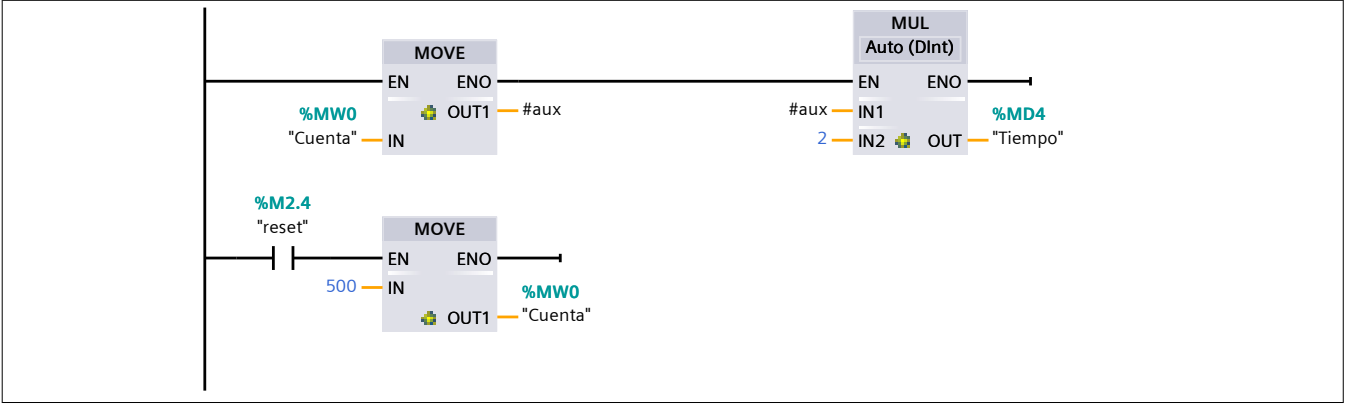 MOVE
EN ENO
%MW0
"Cuenta"
OUT1
#aux
IN
MUL
Auto (DInt)
EN ENO
#aux
IN1
2
IN2
OUT
%MD4
"Tiempo"
%M2.4
"reset"
MOVE
EN ENO
500
IN
OUT1
%MW0
"Cuenta"